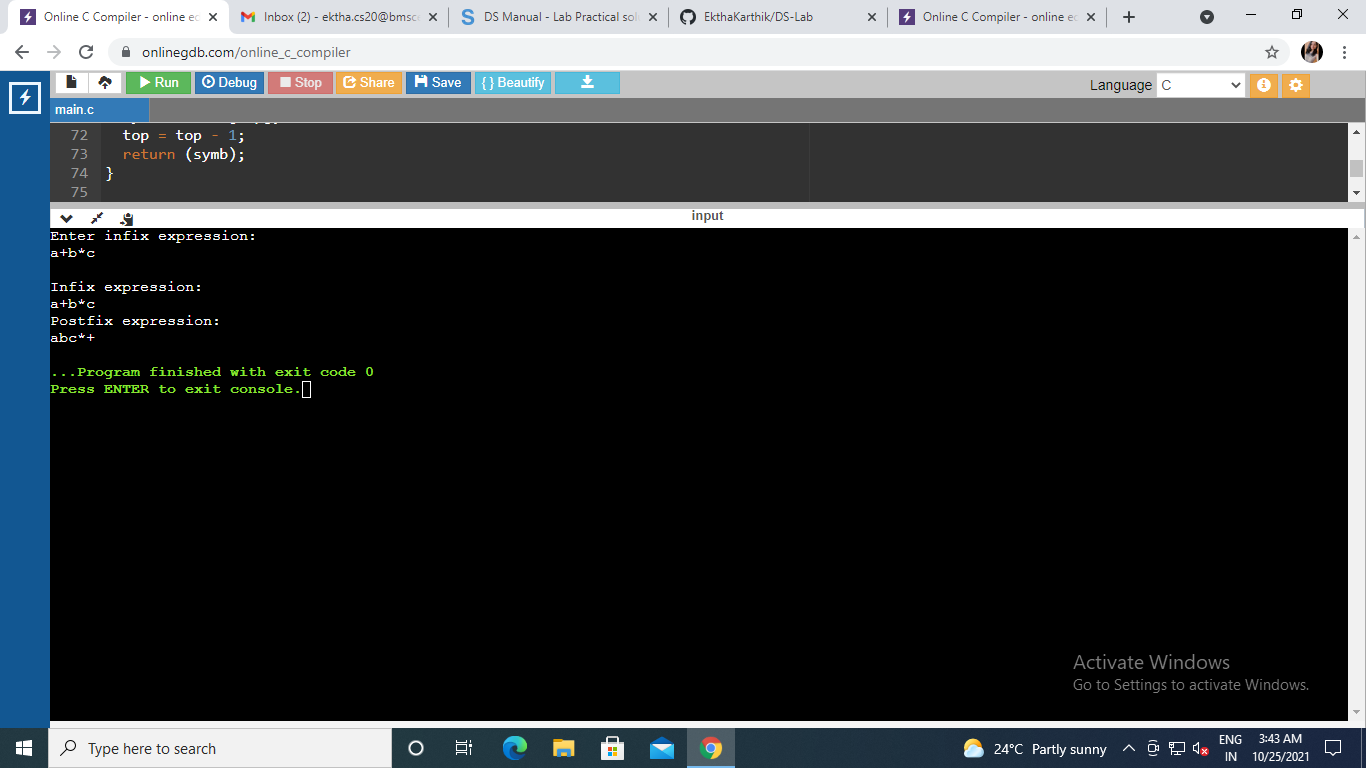 Online C Compiler - online ec
Inbox (2) - ektha.cs20@bmsce
DS Manual - Lab Practical sol
EkthaKarthik/DS-Lab
Online C Compiler - online ec
onlinegdb.com/online_c_compiler
Run
Debug
Stop
Share
Save
{ } Beautify
Language C
main.c
72 top = top - 1;
73 return (symb);
74 }
75
input
Enter infix expression:
a+b*c
Infix expression:
a+b*c
Postfix expression:
abc*+
...Program finished with exit code 0
Press ENTER to exit console.
Activate Windows
Go to Settings to activate Windows.
Type here to search
24°C Partly sunny
ENG
IN
3:43 AM
10/25/2021